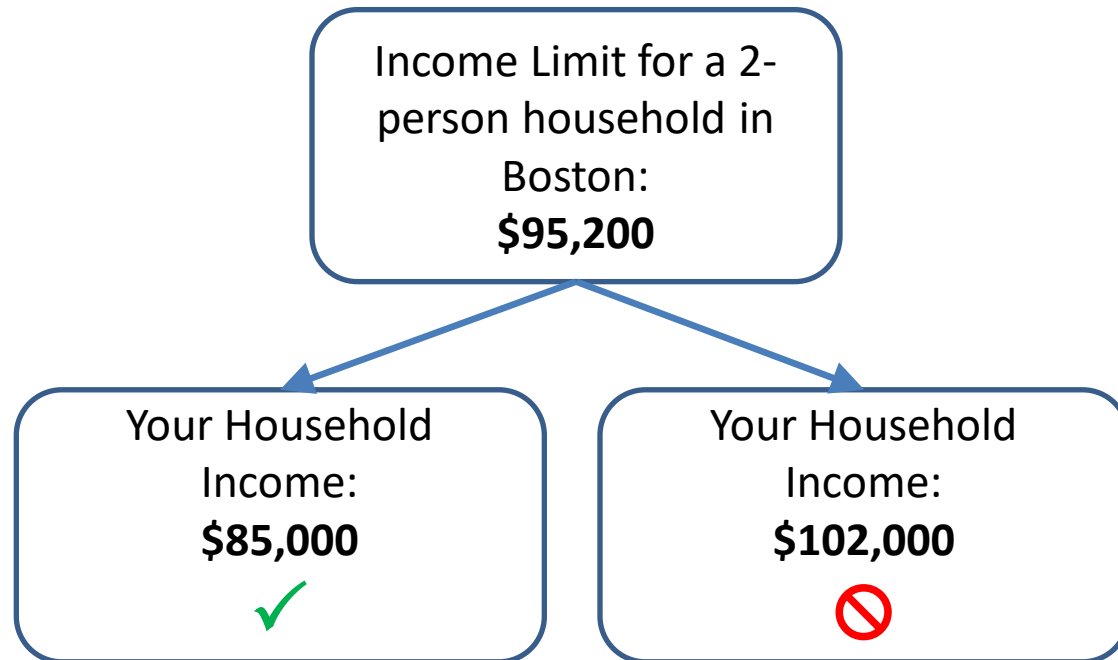 Income Limit for a 2-
person household in
Boston:
$95,200
Your Household
Income:
$85,000
Your Household
Income:
$102,000